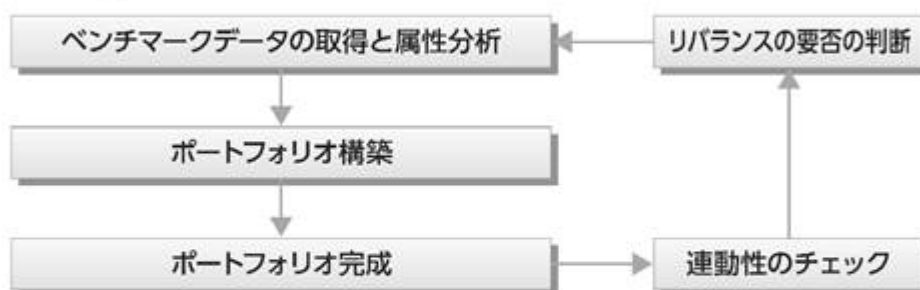 ベンチマークデータの取得と属性分析
リバランスの要否の判断
ポートフォリオ構築
ポートフォリオ完成
連動性のチェック